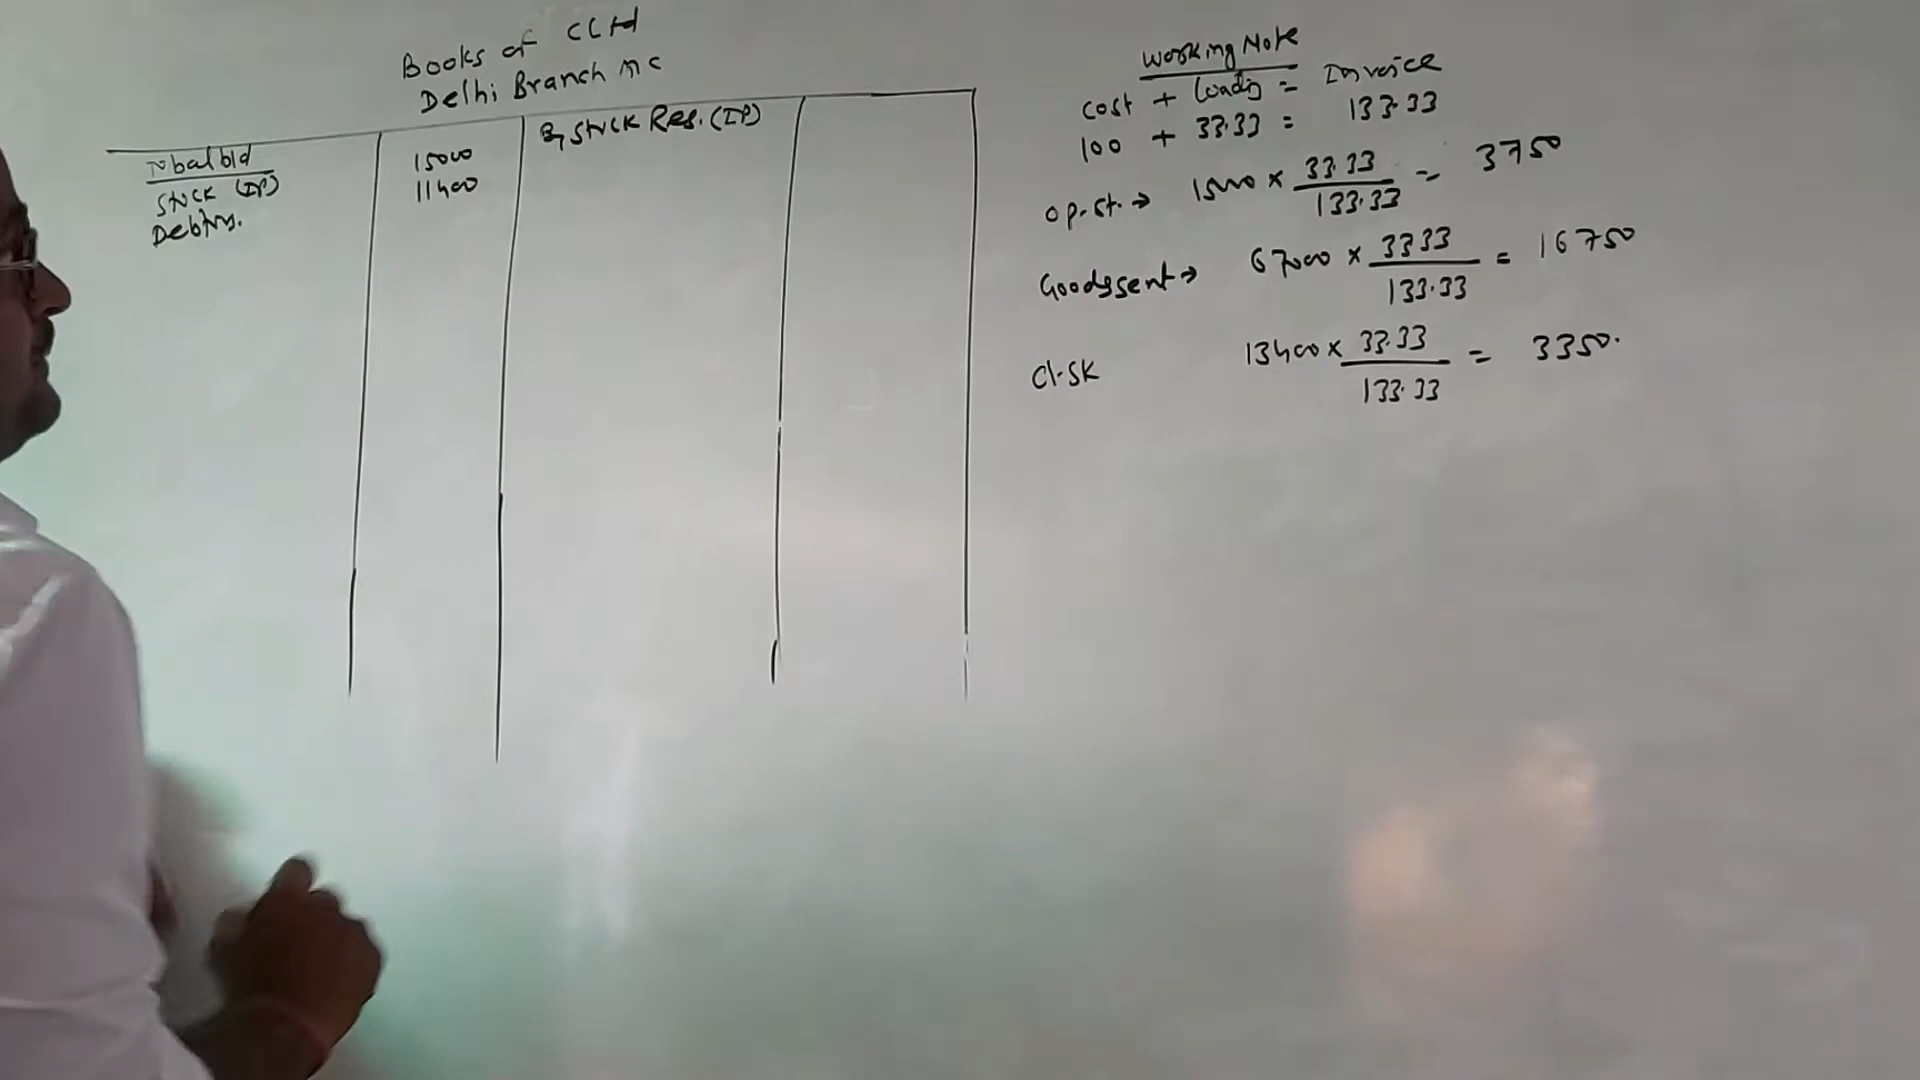 Books of C Ltd
Delhi Branch A/c
To bal b/d
Stock (IP) 15000
Debtors. 11400
By Stock Res. (IP)
Working Note
Cost + Loading = Invoice
100 + 33.33 = 133.33
Op. St. → 15000 × 33.33 / 133.33 = 3750
Goods sent → 67000 × 3333 / 133.33 = 16750
Cl. SK 13400 × 33.33 / 133.33 = 3350.